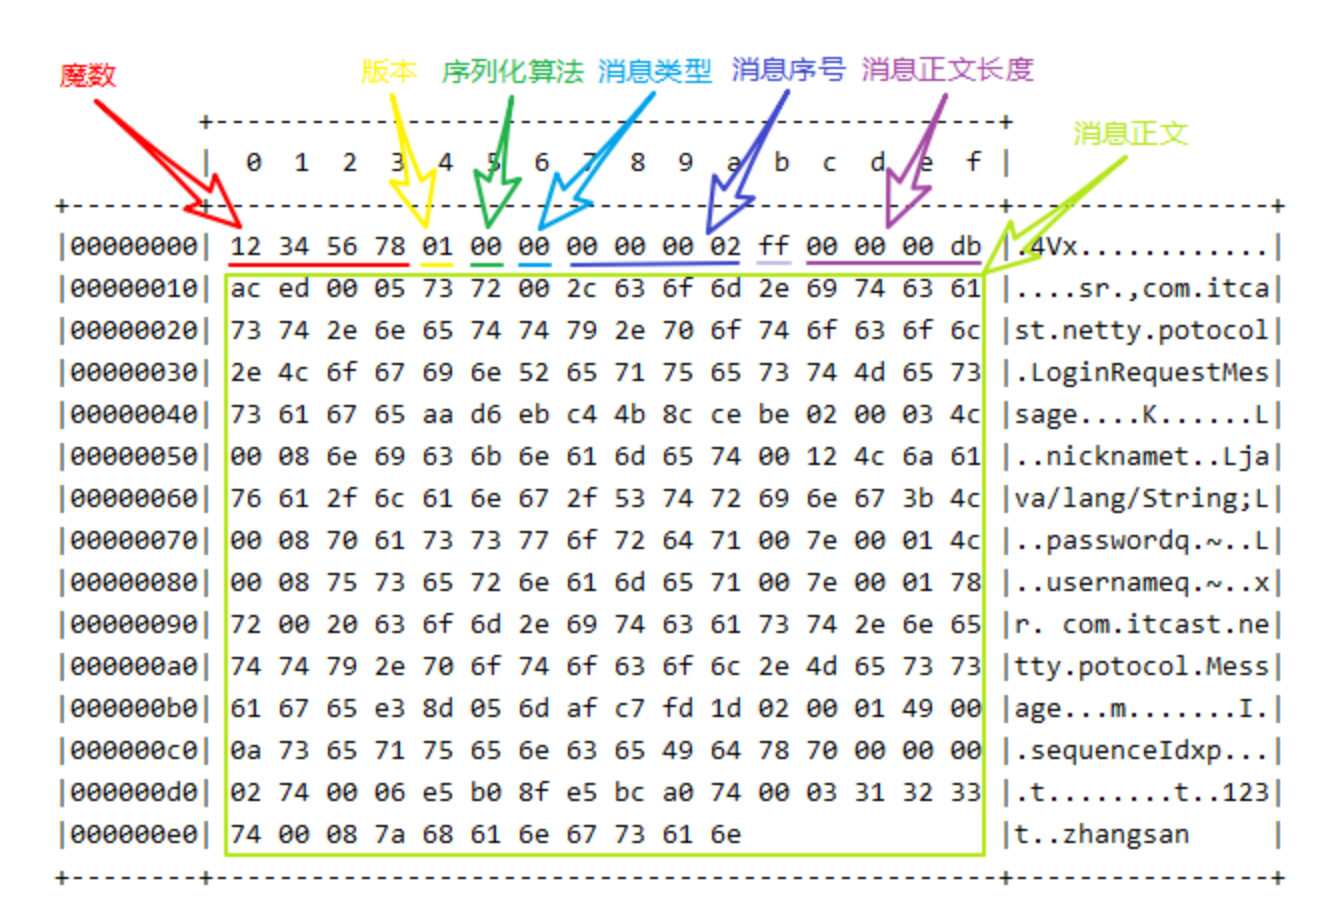 魔数 版本 序列化算法 消息类型 消息序号 消息正文长度
消息正文
+-------------------------------------------------+
| 0 1 2 3 4 5 6 7 8 9 a b c d e f |
+--------+-------------------------------------------------+----------------+
|00000000| 12 34 56 78 01 00 00 00 00 00 02 ff 00 00 00 db |.4Vx............|
|00000010| ac ed 00 05 73 72 00 2c 63 6f 6d 2e 69 74 63 61 |....sr.,com.itca|
|00000020| 73 74 2e 6e 65 74 74 79 2e 70 6f 74 6f 63 6f 6c |st.netty.potocol|
|00000030| 2e 4c 6f 67 69 6e 52 65 71 75 65 73 74 4d 65 73 |.LoginRequestMes|
|00000040| 73 61 67 65 aa d6 eb c4 4b 8c ce be 02 00 03 4c |sage....K......L|
|00000050| 00 08 6e 69 63 6b 6e 61 6d 65 74 00 12 4c 6a 61 |..nicknamet..Lja|
|00000060| 76 61 2f 6c 61 6e 67 2f 53 74 72 69 6e 67 3b 4c |va/lang/String;L|
|00000070| 00 08 70 61 73 73 77 6f 72 64 71 00 7e 00 01 4c |..passwordq.~..L|
|00000080| 00 08 75 73 65 72 6e 61 6d 65 71 00 7e 00 01 78 |..usernameq.~..x|
|00000090| 72 00 20 63 6f 6d 2e 69 74 63 61 73 74 2e 6e 65 |r. com.itcast.ne|
|000000a0| 74 74 79 2e 70 6f 74 6f 63 6f 6c 2e 4d 65 73 73 |tty.potocol.Mess|
|000000b0| 61 67 65 e3 8d 05 6d af c7 fd 1d 02 00 01 49 00 |age...m.......I.|
|000000c0| 0a 73 65 71 75 65 6e 63 65 49 64 78 70 00 00 00 |.sequenceIdxp...|
|000000d0| 02 74 00 06 e5 b0 8f e5 bc a0 74 00 03 31 32 33 |.t........t..123|
|000000e0| 74 00 08 7a 68 61 6e 67 73 61 6e |t..zhangsan |
+--------+-------------------------------------------------+----------------+